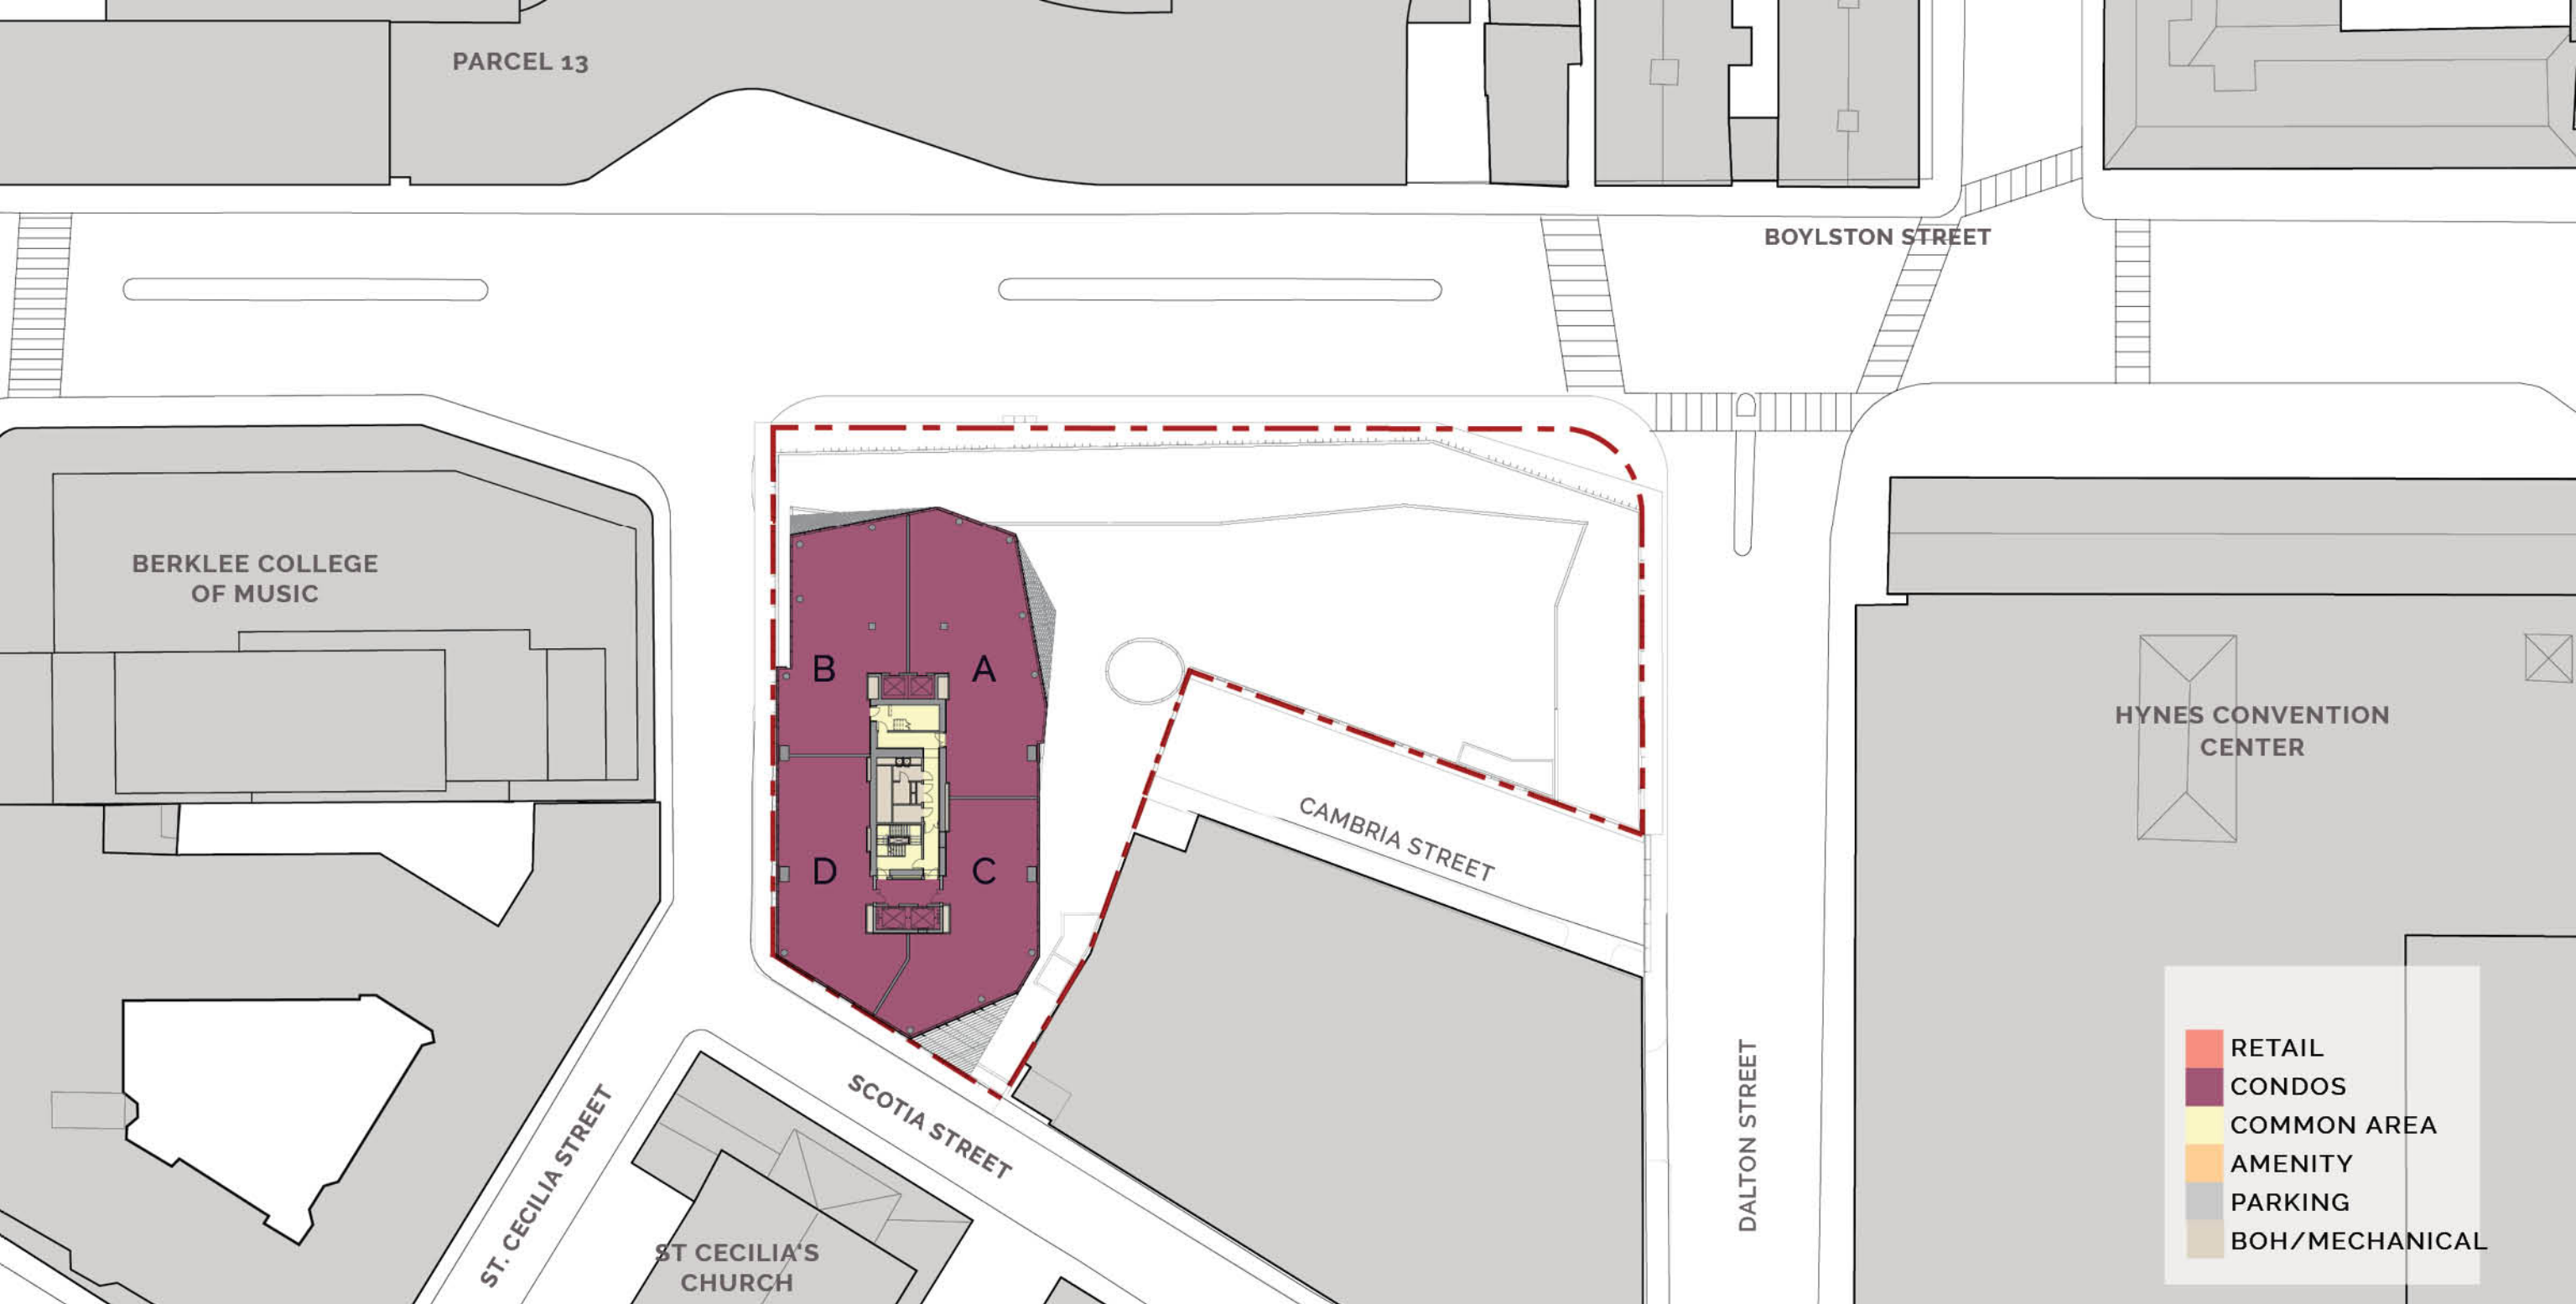 PARCEL 13
BOYLSTON STREET
BERKLEE COLLEGE
OF MUSIC
B
A
HYNES CONVENTION
CENTER
CAMBRIA STREET
D
C
SCOTIA STREET
ST. CECILIA STREET
DALTON STREET
ST CECILIA'S
CHURCH
RETAIL
CONDOS
COMMON AREA
AMENITY
PARKING
BOH/MECHANICAL